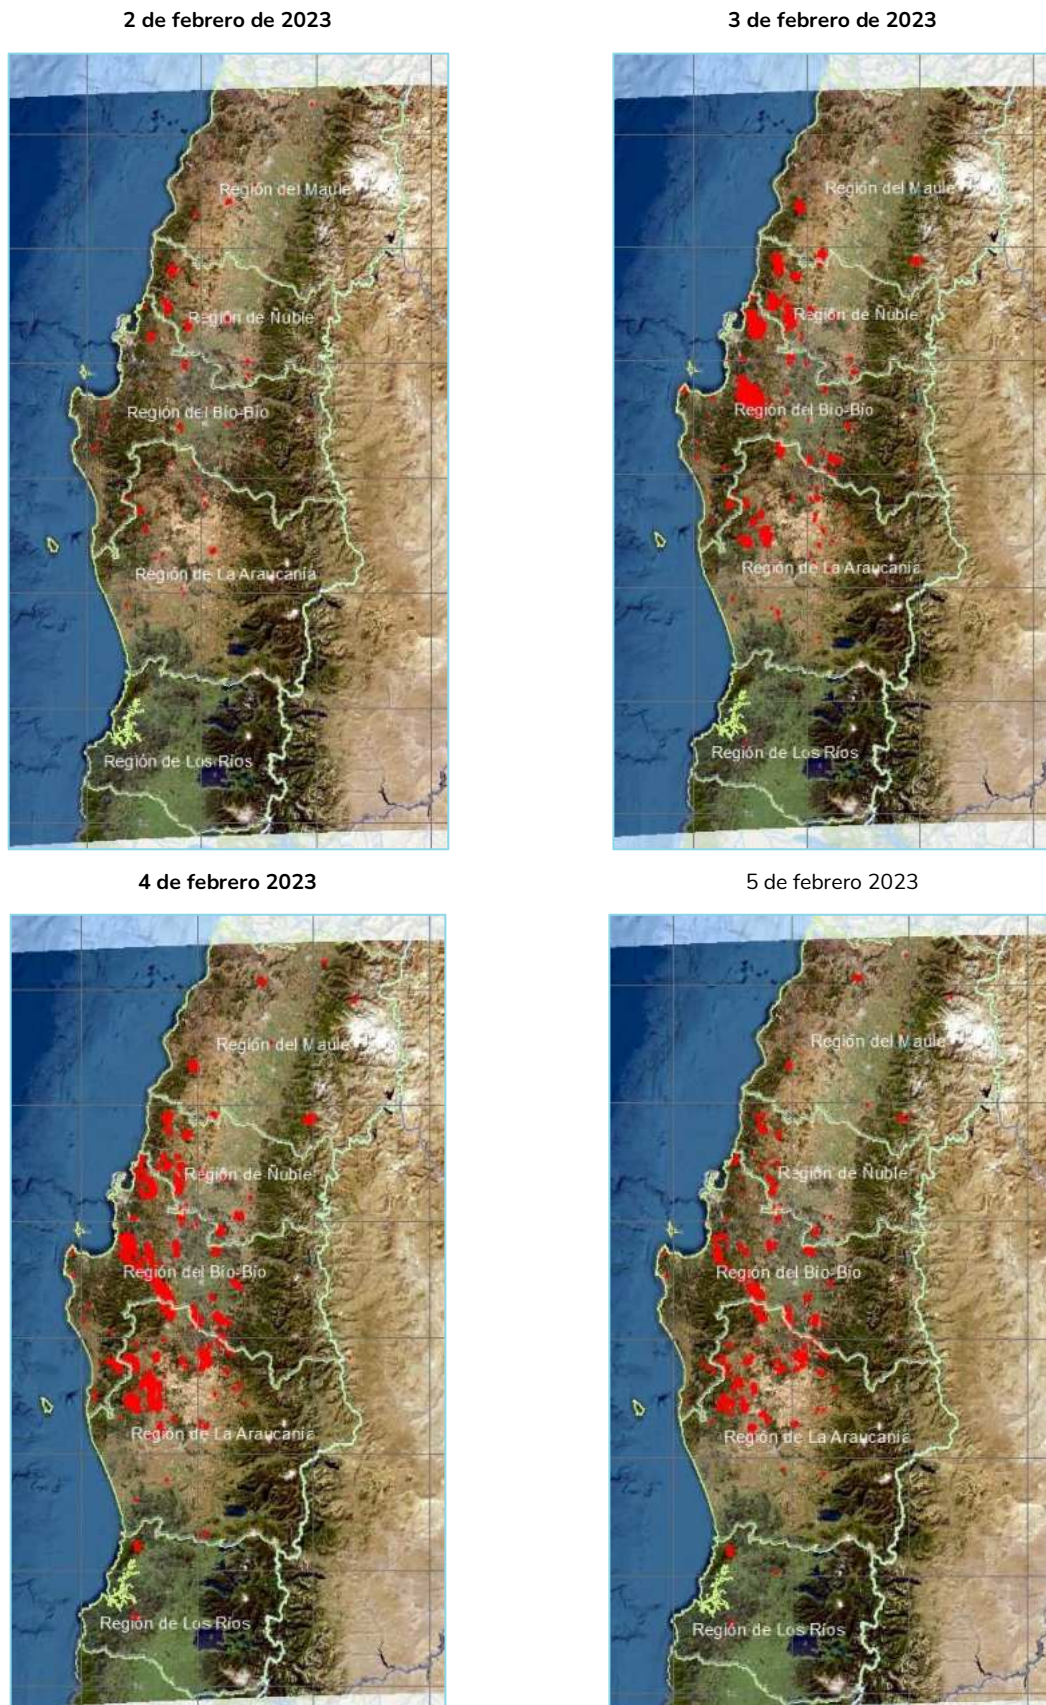 2 de febrero de 2023
3 de febrero de 2023
Región del Maule
Región de Ñuble
Región del Bío-Bío
Región de La Araucanía
Región de Los Ríos
Región del Maule
Región de Ñuble
Región del Bío-Bío
Región de La Araucanía
Región de Los Ríos
4 de febrero 2023
5 de febrero 2023
Región del Maule
Región de Ñuble
Región del Bío-Bío
Región de La Araucanía
Región de Los Ríos
Región del Maule
Región de Ñuble
Región del Bío-Bío
Región de La Araucanía
Región de Los Ríos